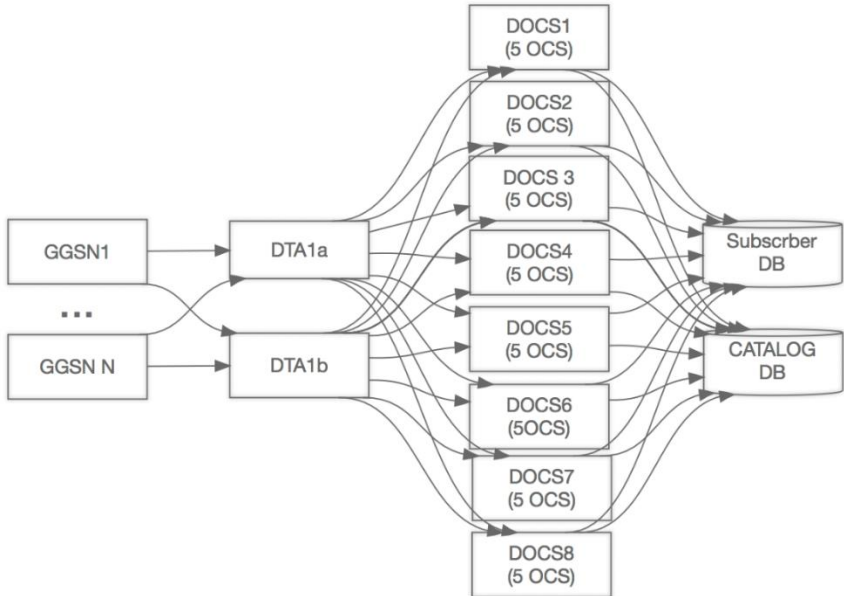 DOCS1
(5 OCS)
DOCS2
(5 OCS)
DOCS 3
(5 OCS)
GGSN1
DTA1a
DOCS4
(5 OCS)
Subscrber
DB
...
GGSN N
DTA1b
DOCS5
(5 OCS)
CATALOG
DB
DOCS6
(5OCS)
DOCS7
(5 OCS)
DOCS8
(5 OCS)